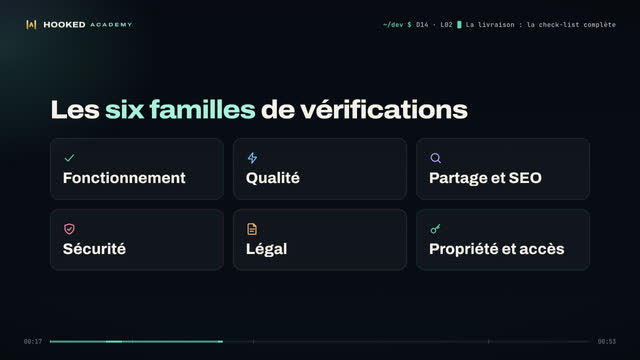 HOOKED ACADEMY
~/dev $ D14 · L02 La livraison : la check-list complète
Les six familles de vérifications
Fonctionnement
Qualité
Partage et SEO
Sécurité
Légal
Propriété et accès
00:17
00:53